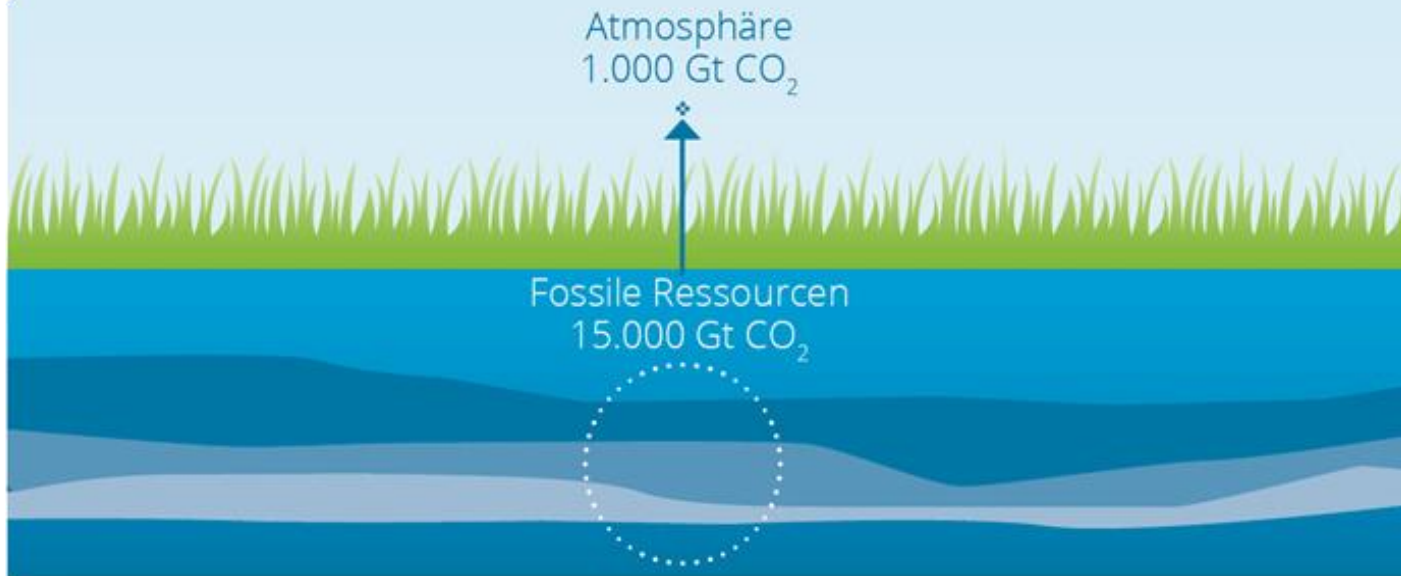 Atmosphäre
1.000 Gt CO₂
Fossile Ressourcen
15.000 Gt CO₂